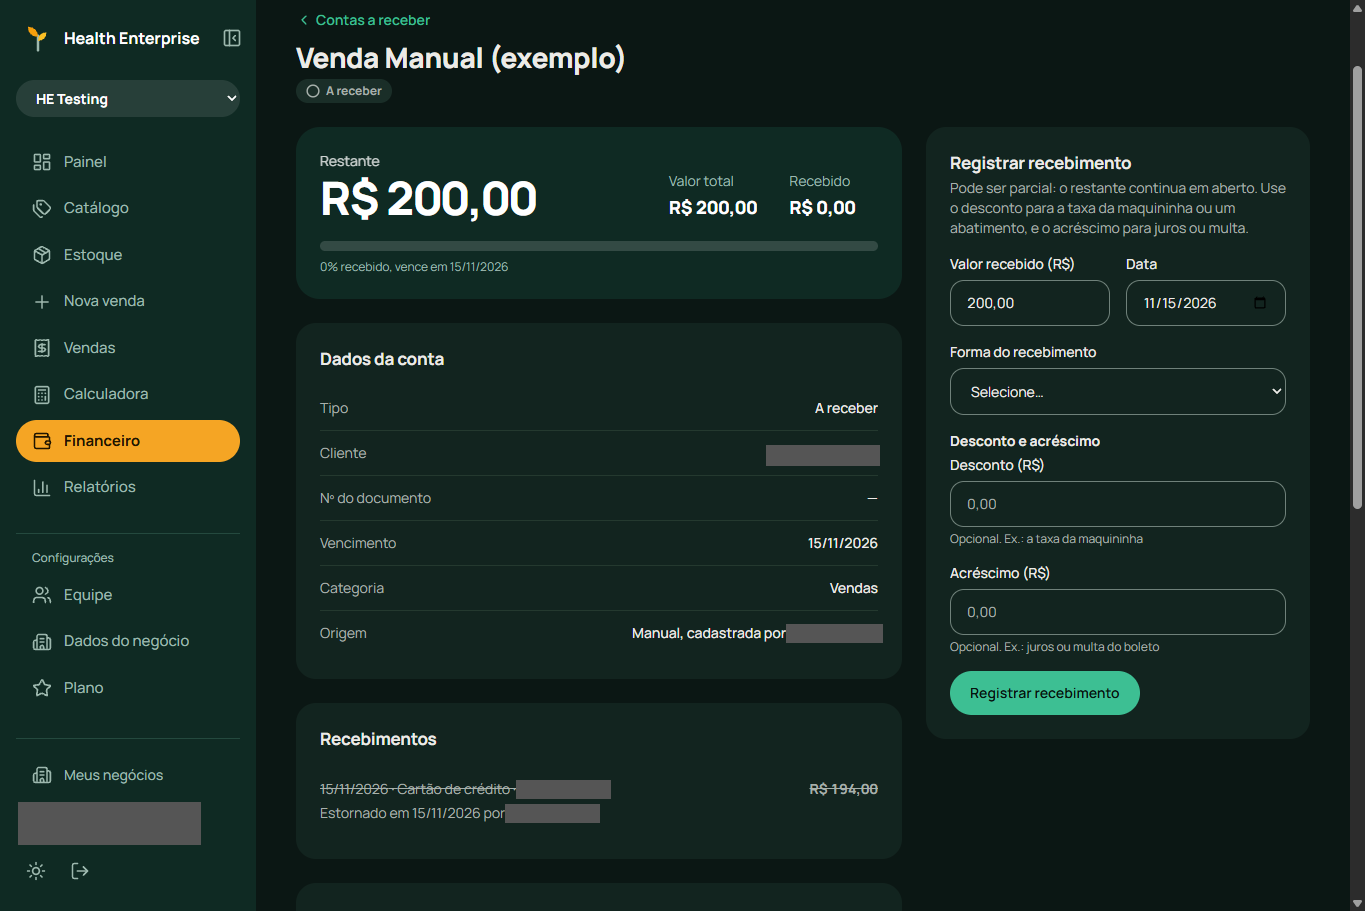 Health Enterprise
HE Testing
Painel
Catálogo
Estoque
Nova venda
Vendas
Calculadora
Financeiro
Relatórios
Configurações
Equipe
Dados do negócio
Plano
Meus negócios
Contas a receber
Venda Manual (exemplo)
A receber
Restante
R$ 200,00
Valor total
R$ 200,00
Recebido
R$ 0,00
0% recebido, vence em 15/11/2026
Dados da conta
Tipo A receber
Cliente
Nº do documento —
Vencimento 15/11/2026
Categoria Vendas
Origem Manual, cadastrada por
Recebimentos
15/11/2026 · Cartão de crédito · R$ 194,00
Estornado em 15/11/2026 por
Registrar recebimento
Pode ser parcial: o restante continua em aberto. Use
o desconto para a taxa da maquininha ou um
abatimento, e o acréscimo para juros ou multa.
Valor recebido (R$)
200,00
Data
11/15/2026
Forma do recebimento
Selecione...
Desconto e acréscimo
Desconto (R$)
0,00
Opcional. Ex.: a taxa da maquininha
Acréscimo (R$)
0,00
Opcional. Ex.: juros ou multa do boleto
Registrar recebimento